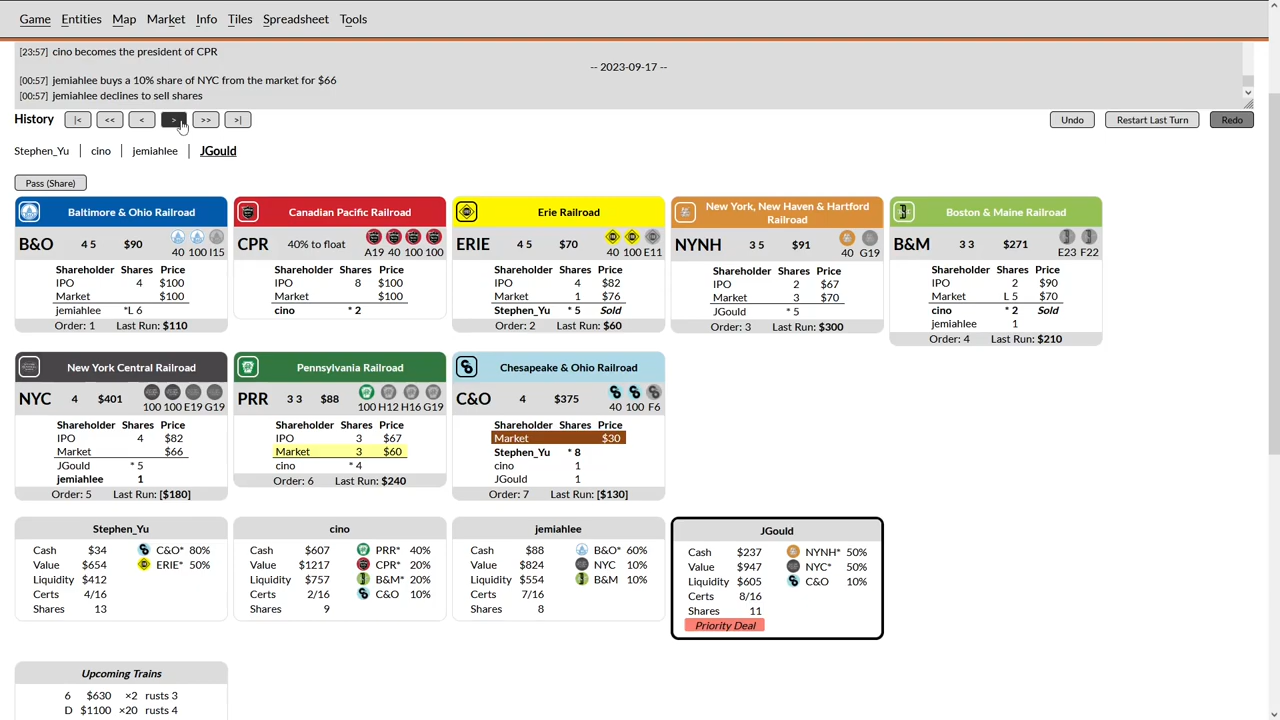 Game Entities Map Market Info Tiles Spreadsheet Tools
[23:57] cino becomes the president of CPR
-- 2023-09-17 --
[00:57] jemiahlee buys a 10% share of NYC from the market for $66
[00:57] jemiahlee declines to sell shares
History |< << < > >> >| Undo Restart Last Turn Redo
Stephen_Yu | cino | jemiahlee | JGould
Pass (Share)
Baltimore & Ohio Railroad
B&O 4 5 $90 40 100 I15
Shareholder Shares Price
IPO 4 $100
Market $100
jemiahlee *L 6
Order: 1 Last Run: $110
Canadian Pacific Railroad
CPR 40% to float A19 40 100 100
Shareholder Shares Price
IPO 8 $100
Market $100
cino * 2
Erie Railroad
ERIE 4 5 $70 40 100 E11
Shareholder Shares Price
IPO 4 $82
Market 1 $76
Stephen_Yu * 5 Sold
Order: 2 Last Run: $60
New York, New Haven & Hartford
Railroad
NYNH 3 5 $91 40 G19
Shareholder Shares Price
IPO 2 $67
Market 3 $70
JGould * 5
Order: 3 Last Run: $300
Boston & Maine Railroad
B&M 3 3 $271 E23 F22
Shareholder Shares Price
IPO 2 $90
Market L 5 $70
cino * 2 Sold
jemiahlee 1
Order: 4 Last Run: $210
New York Central Railroad
NYC 4 $401 100 100 E19 G19
Shareholder Shares Price
IPO 4 $82
Market $66
JGould * 5
jemiahlee 1
Order: 5 Last Run: [$180]
Pennsylvania Railroad
PRR 3 3 $88 100 H12 H16 G19
Shareholder Shares Price
IPO 3 $67
Market 3 $60
cino * 4
Order: 6 Last Run: $240
Chesapeake & Ohio Railroad
C&O 4 $375 40 100 F6
Shareholder Shares Price
Market $30
Stephen_Yu * 8
cino 1
JGould 1
Order: 7 Last Run: [$130]
Stephen_Yu
Cash $34 C&O* 80%
Value $654 ERIE* 50%
Liquidity $412
Certs 4/16
Shares 13
cino
Cash $607 PRR* 40%
Value $1217 CPR* 20%
Liquidity $757 B&M* 20%
Certs 2/16 C&O 10%
Shares 9
jemiahlee
Cash $88 B&O* 60%
Value $824 NYC 10%
Liquidity $554 B&M 10%
Certs 7/16
Shares 8
JGould
Cash $237 NYNH* 50%
Value $947 NYC* 50%
Liquidity $605 C&O 10%
Certs 8/16
Shares 11
Priority Deal
Upcoming Trains
6 $630 ×2 rusts 3
D $1100 ×20 rusts 4